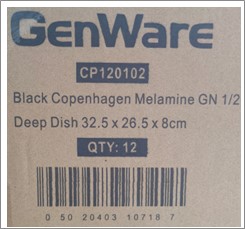 GenWare
CP120102
Black Copenhagen Melamine GN 1/2
Deep Dish 32.5 x 26.5 x 8cm
QTY: 12
0 50 20403 10718 7